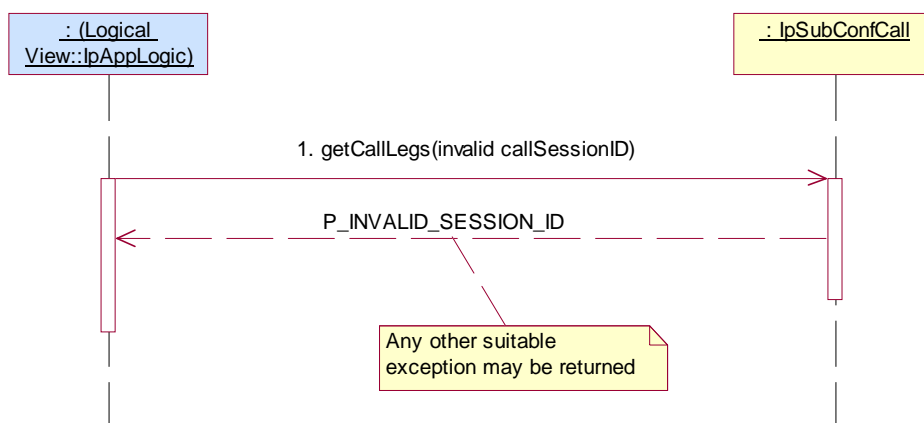 : (Logical
View::IpAppLogic)
: IpSubConfCall
1. getCallLegs(invalid callSessionID)
P_INVALID_SESSION_ID
Any other suitable
exception may be returned